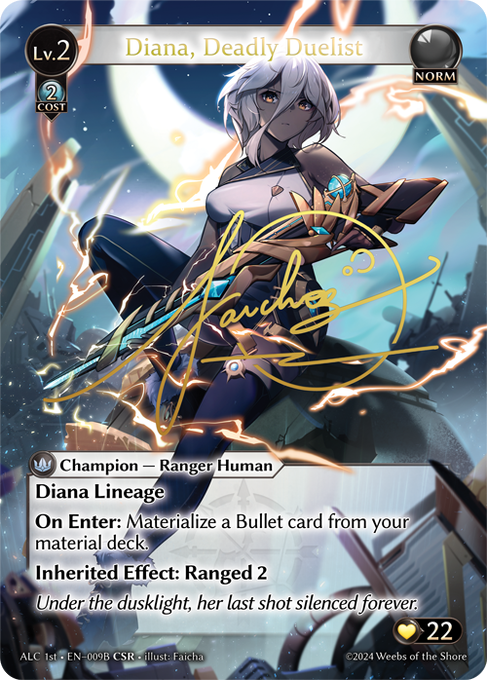 Lv.2
Diana, Deadly Duelist
NORM
2
COST
Faicha
Champion — Ranger Human
Diana Lineage
On Enter: Materialize a Bullet card from your
material deck.
Inherited Effect: Ranged 2
Under the dusklight, her last shot silenced forever.
22
ALC 1st • EN-009B CSR • illust: Faicha
©2024 Weebs of the Shore